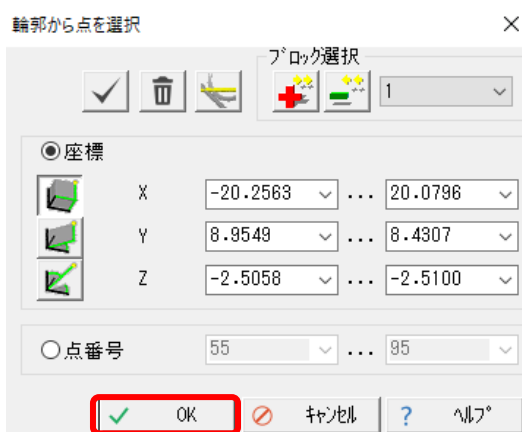 輪郭から点を選択
ブロック選択
1
座標
X -20.2563 ... 20.0796
Y 8.9549 ... 8.4307
Z -2.5058 ... -2.5100
点番号 55 ... 95
OK キャンセル ? ヘルプ